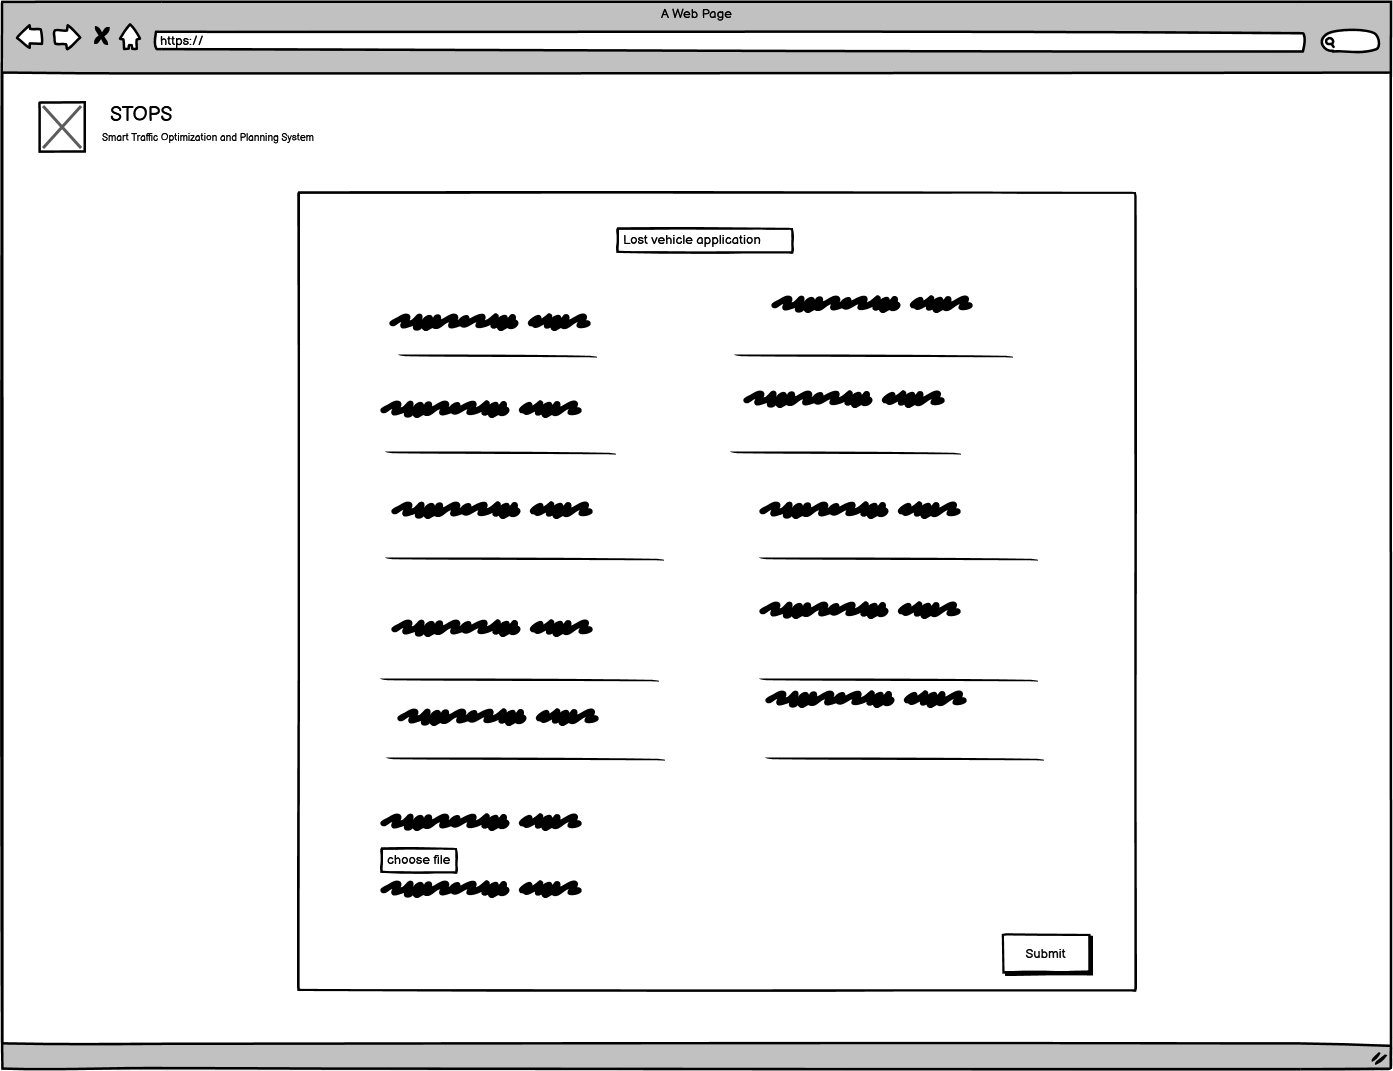 A Web Page
https://
STOPS
Smart Traffic Optimization and Planning System
Lost vehicle application
choose file
Submit